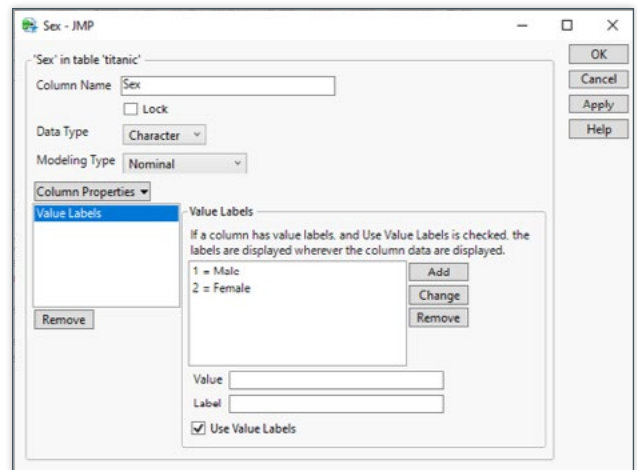 Sex - JMP
'Sex' in table 'titanic'
Column Name Sex
Lock
Data Type Character
Modeling Type Nominal
Column Properties
Value Labels
Remove
Value Labels
If a column has value labels, and Use Value Labels is checked, the
labels are displayed wherever the column data are displayed.
1 = Male
2 = Female
Add
Change
Remove
Value
Label
Use Value Labels
OK
Cancel
Apply
Help